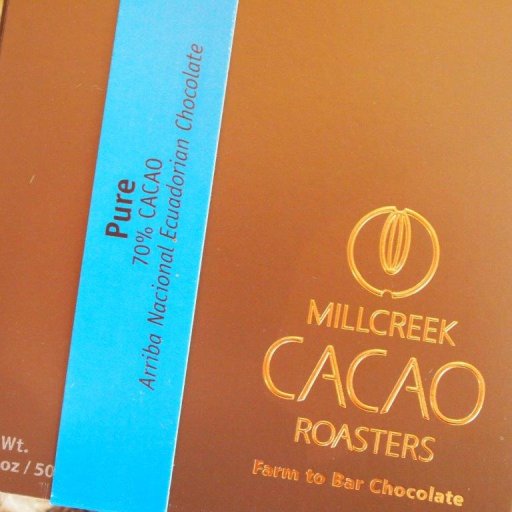 Pure
70% CACAO
Arriba Nacional Ecuadorian Chocolate
MILLCREEK
CACAO
ROASTERS
Farm to Bar Chocolate
Wt.
oz / 50